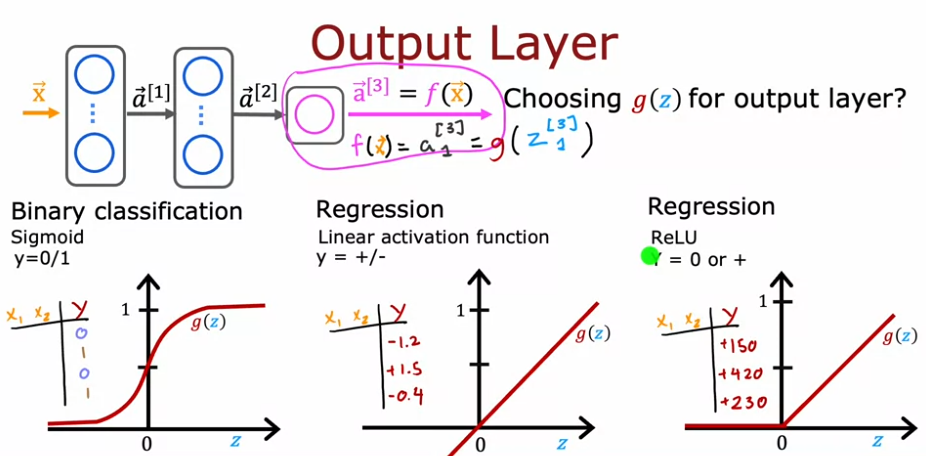 Output Layer
x⃗ a⃗[1] a⃗[2] a⃗[3] = f(x⃗) Choosing g(z) for output layer?
f(x⃗) = a₁[3] = g(z₁[3])
Binary classification
Sigmoid
y=0/1
x₁ x₂ Y
0
1
0
1
1
g(z)
0 z
Regression
Linear activation function
y = +/-
x₁ x₂ Y
-1.2
+1.5
-0.4
1
g(z)
0 z
Regression
ReLU
Y = 0 or +
x₁ x₂ Y
+150
+420
+230
1
g(z)
0 z